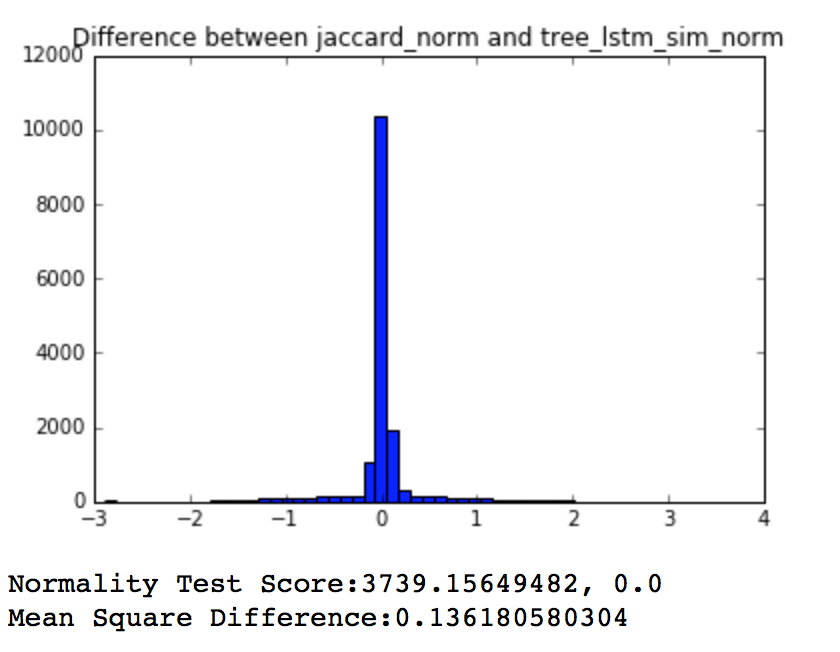 Difference between jaccard_norm and tree_lstm_sim_norm
12000
10000
8000
6000
4000
2000
0
−3 −2 −1 0 1 2 3 4
Normality Test Score:3739.15649482, 0.0
Mean Square Difference:0.136180580304